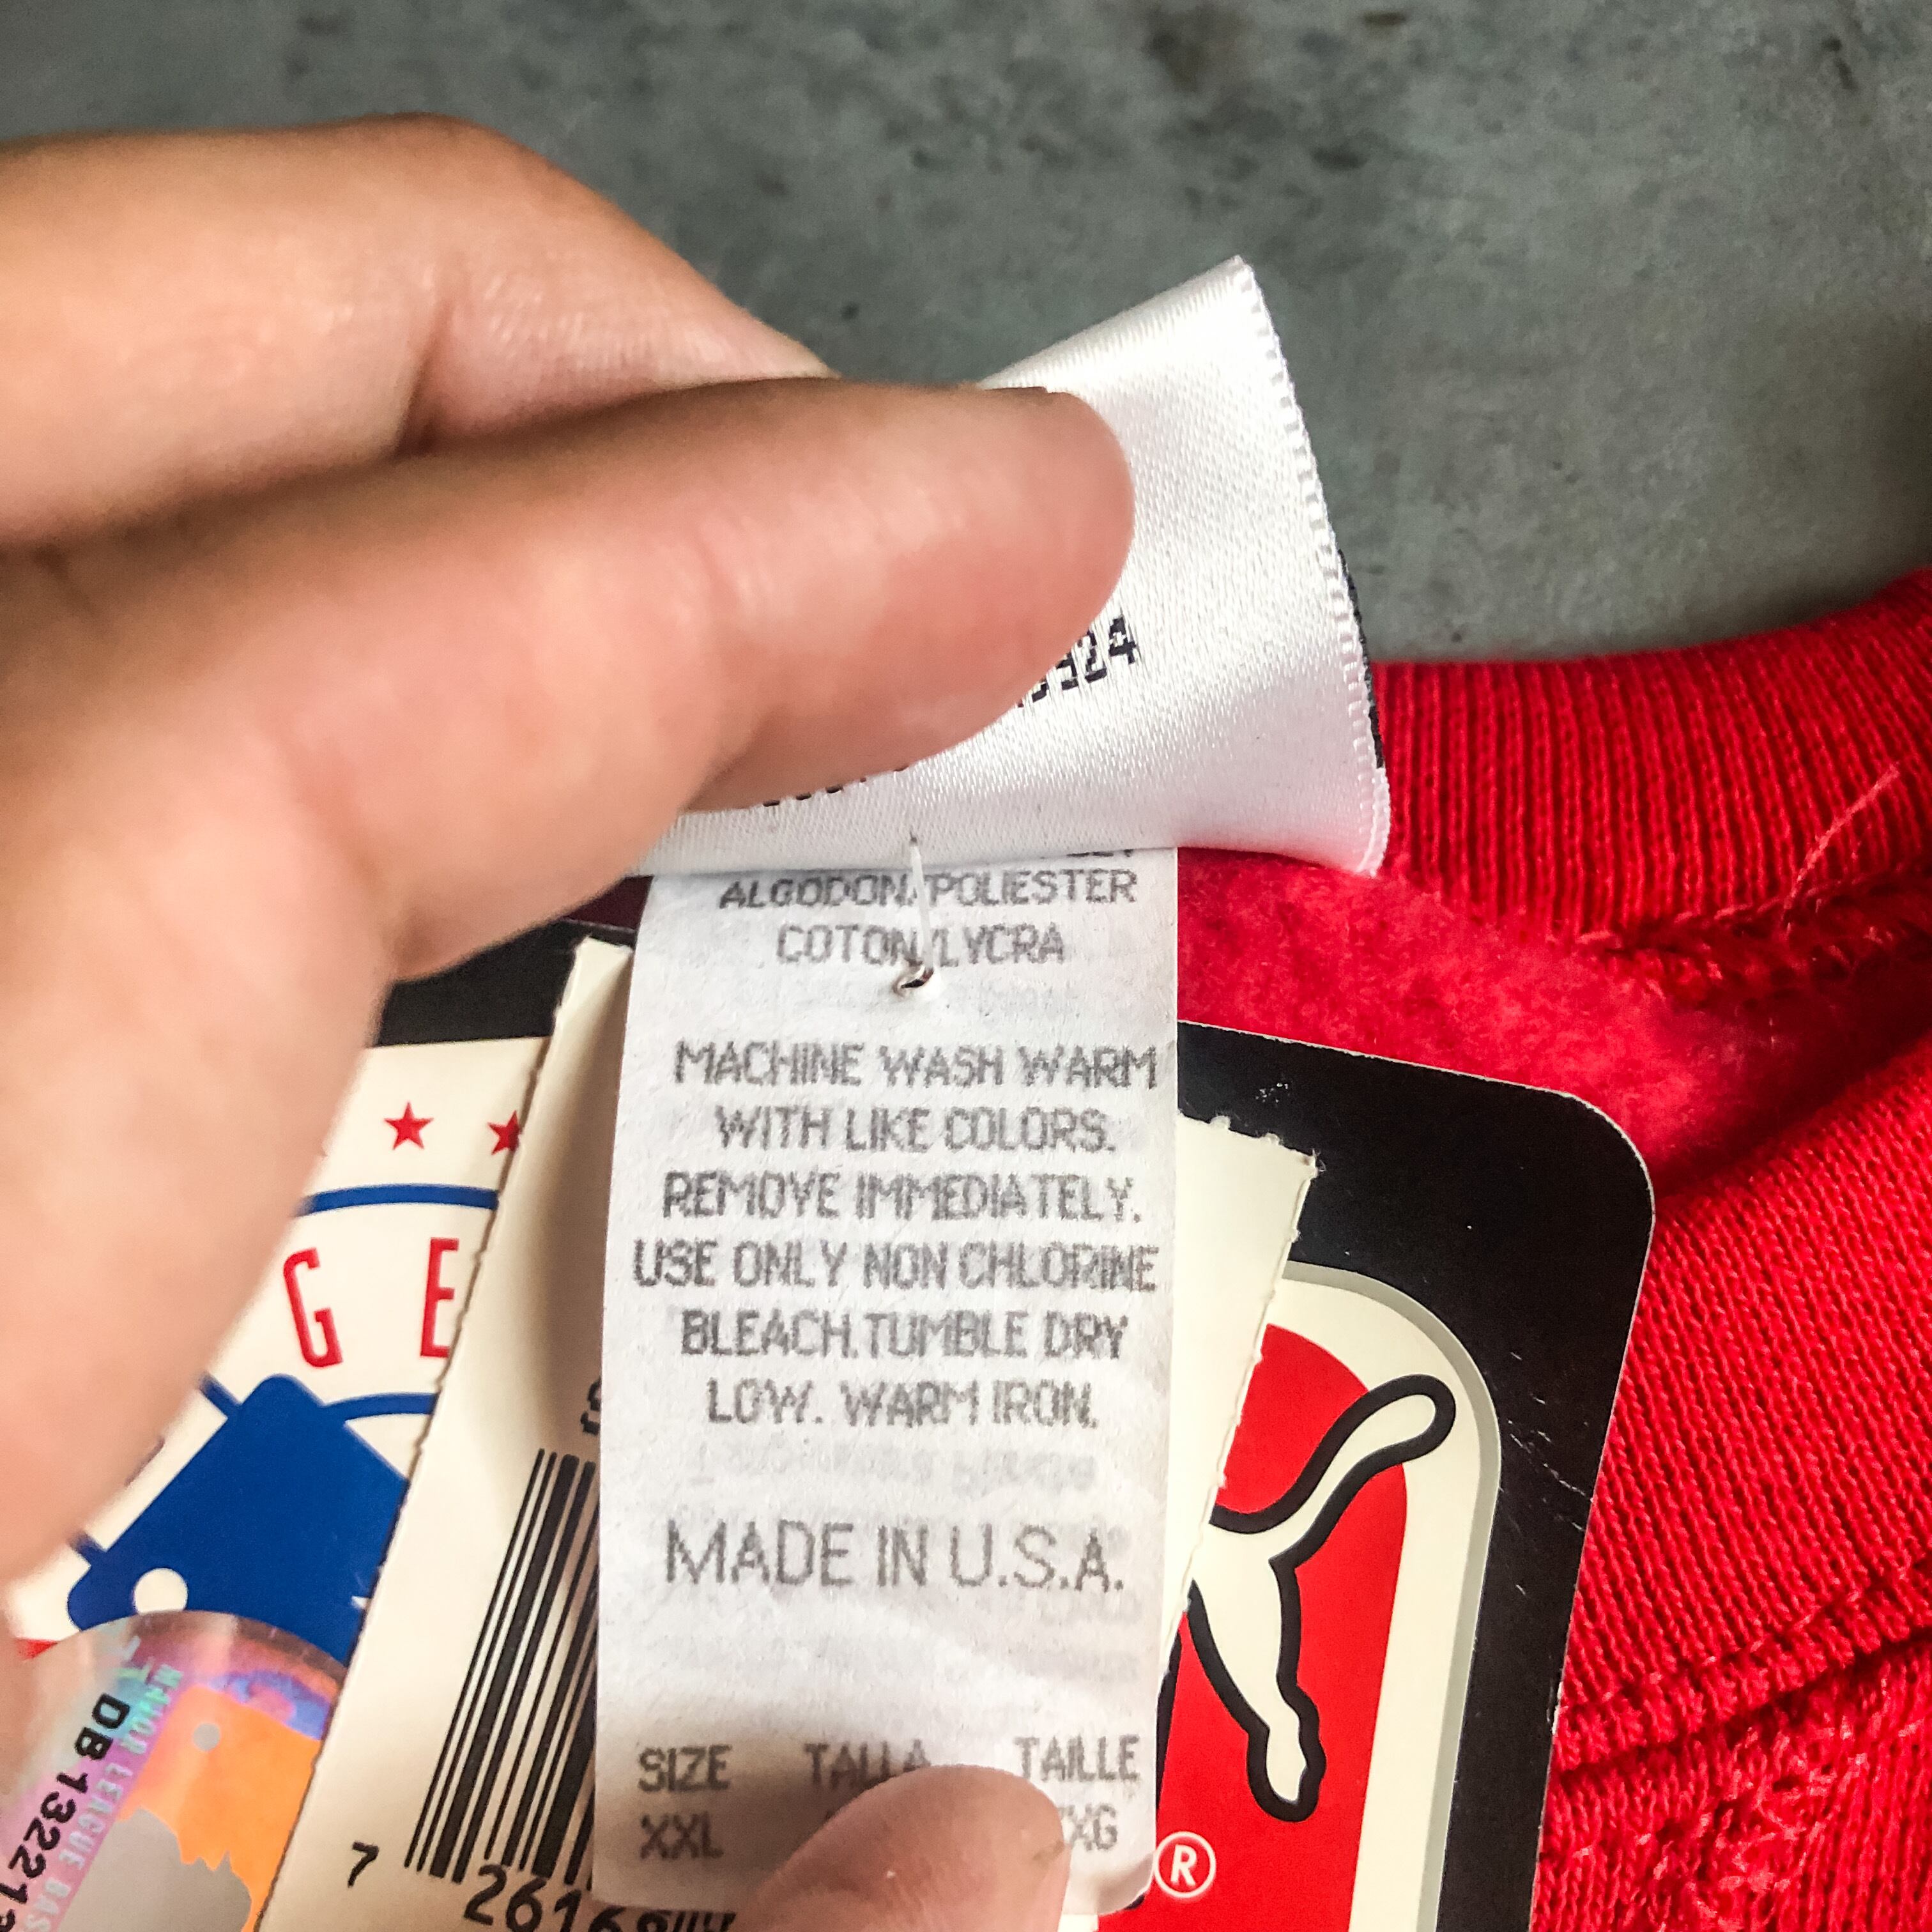 ALGODON/POLIESTER
COTON/LYCRA
MACHINE WASH WARM
WITH LIKE COLORS.
REMOVE IMMEDIATELY.
USE ONLY NON CHLORINE
BLEACH.TUMBLE DRY
LOW. WARM IRON.
MADE IN U.S.A.
SIZE TALLA TAILLE
XXL
G E
7
®